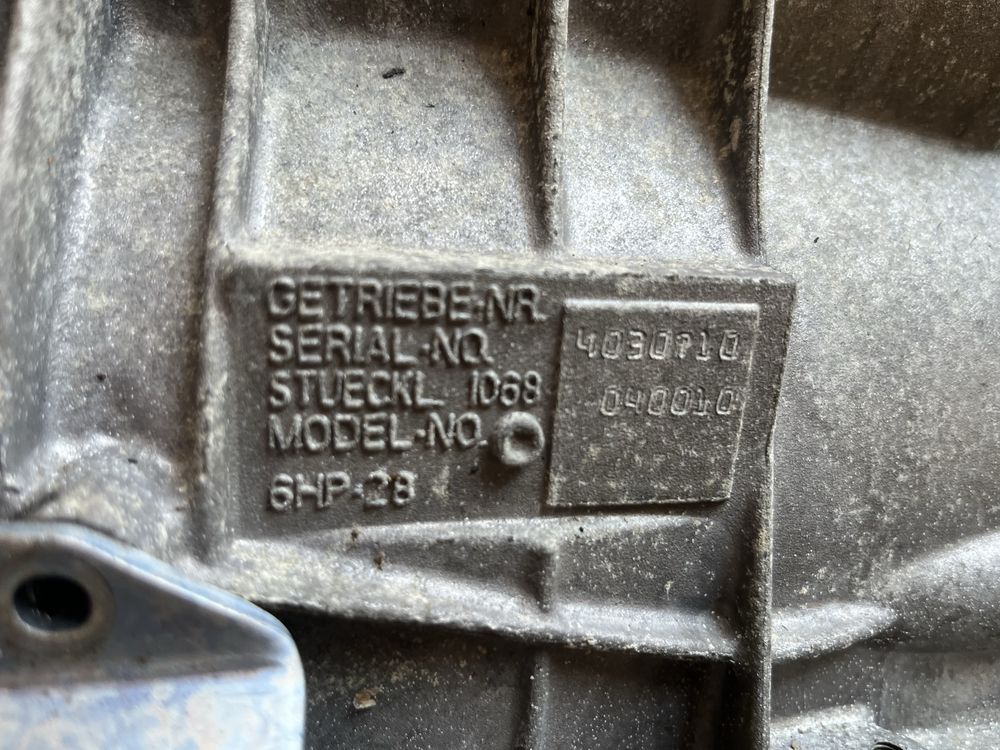 GETRIEBE-NR.
SERIAL-NO. 4030710
STUECKL. 1068
MODEL-NO. 040010
6HP-28